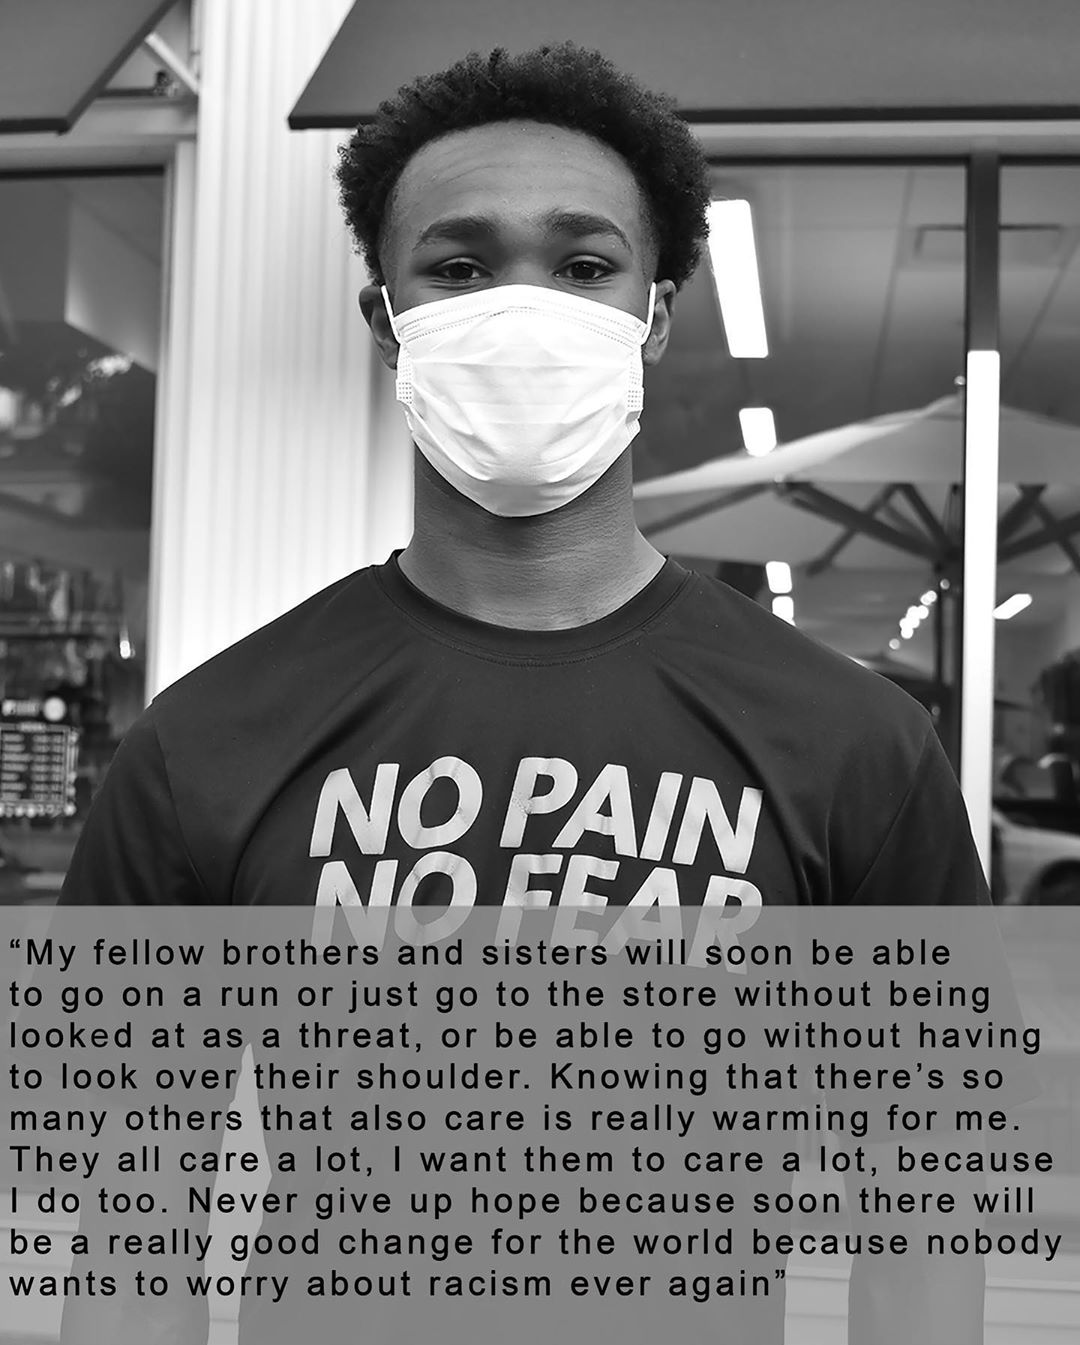 NO PAIN
NO FEAR
“My fellow brothers and sisters will soon be able
to go on a run or just go to the store without being
looked at as a threat, or be able to go without having
to look over their shoulder. Knowing that there’s so
many others that also care is really warming for me.
They all care a lot, I want them to care a lot, because
I do too. Never give up hope because soon there will
be a really good change for the world because nobody
wants to worry about racism ever again”